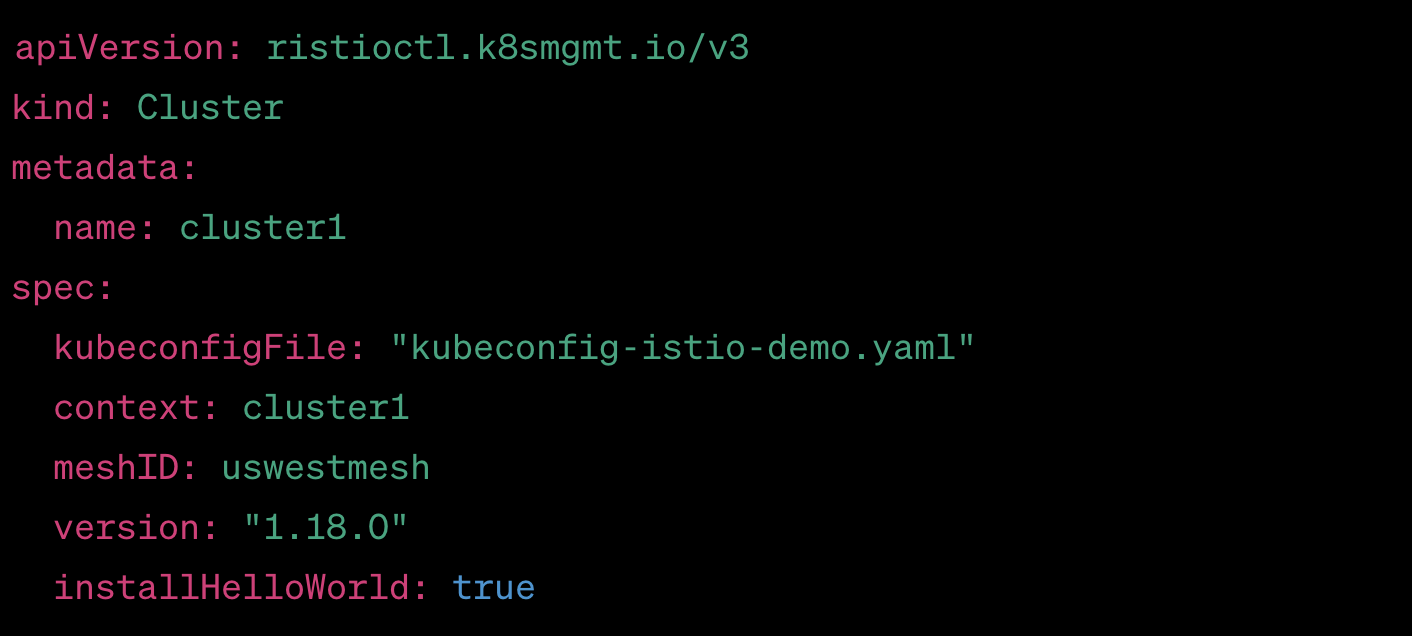 apiVersion: ristioctl.k8smgmt.io/v3
kind: Cluster
metadata:
  name: cluster1
spec:
  kubeconfigFile: "kubeconfig-istio-demo.yaml"
  context: cluster1
  meshID: uswestmesh
  version: "1.18.0"
  installHelloWorld: true